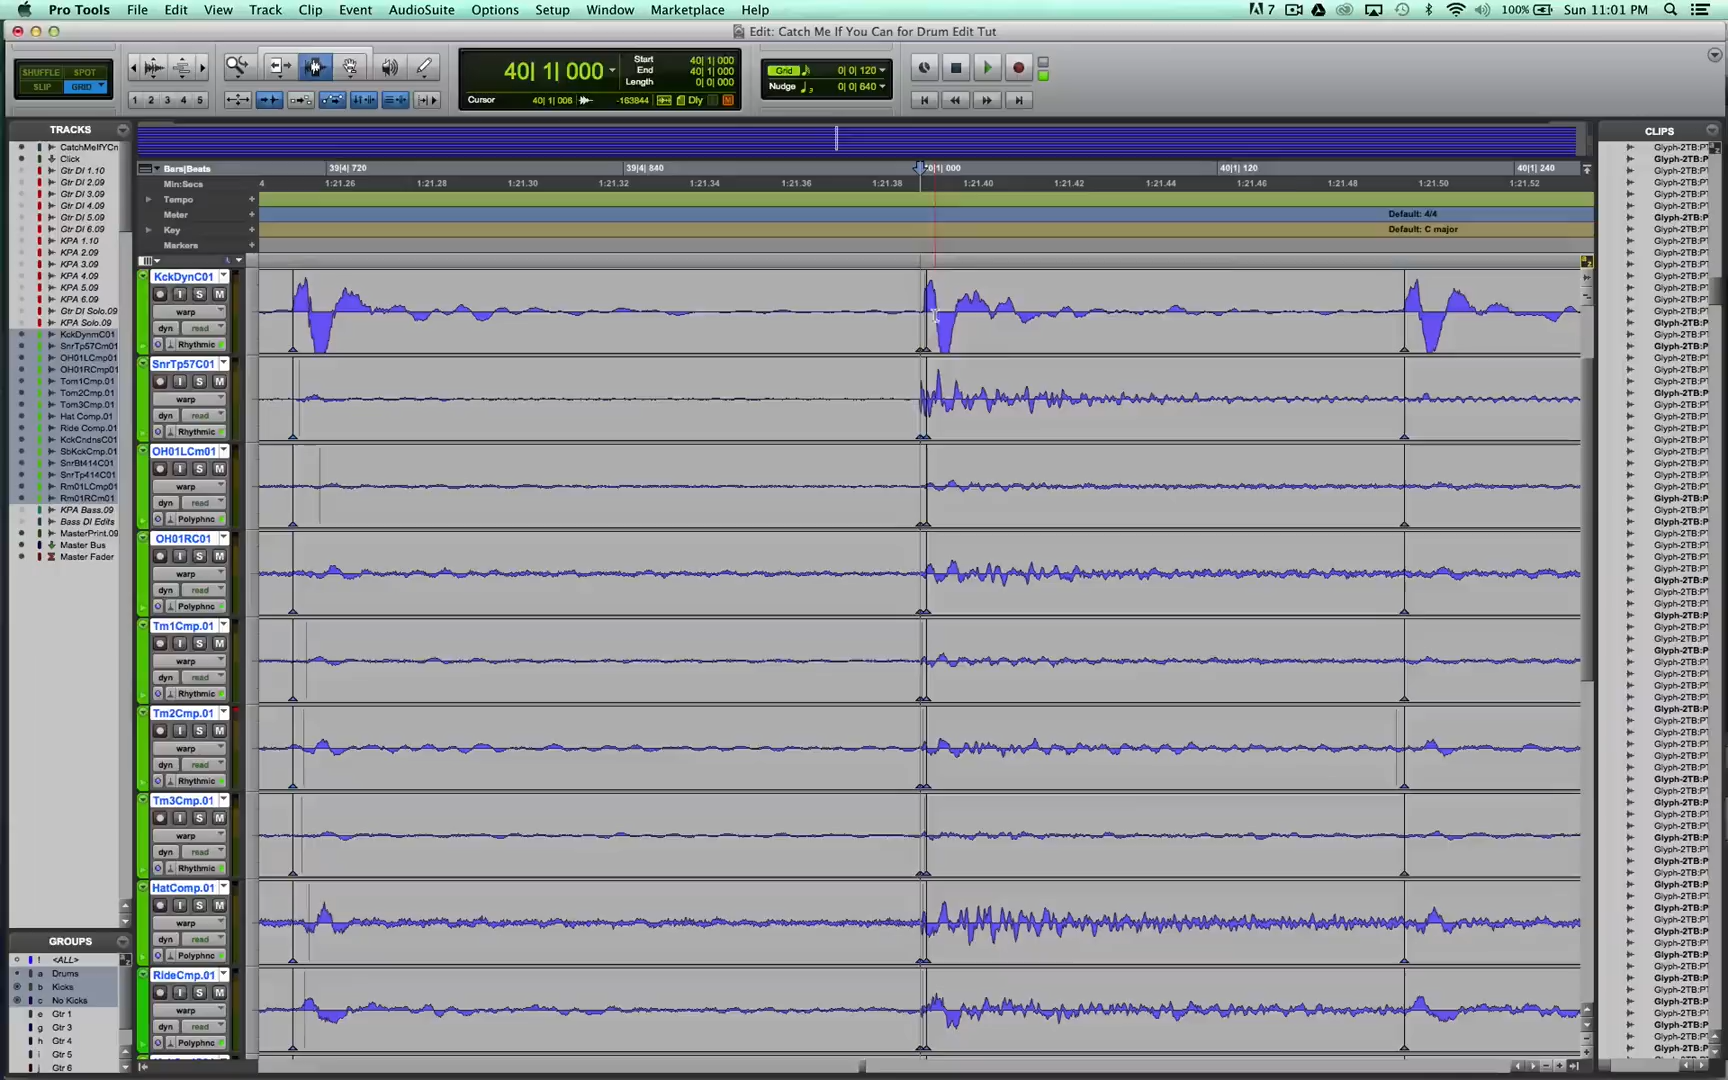 Pro Tools File Edit View Track Clip Event AudioSuite Options Setup Window Marketplace Help
7 100% Sun 11:01 PM
Edit: Catch Me If You Can for Drum Edit Tut
SHUFFLE SPOT
SLIP GRID
1 2 3 4 5
40| 1| 000
Start 40| 1| 000
End 40| 1| 000
Length 0| 0| 000
Cursor 40| 1| 006 -163844 Dly
Grid 0| 0| 120
Nudge 0| 0| 640
TRACKS
CLIPS
CatchMeIfYCn
Click
Gtr DI 1.10
Gtr DI 2.09
Gtr DI 3.09
Gtr DI 4.09
Gtr DI 5.09
Gtr DI 6.09
KPA 1.10
KPA 2.09
KPA 3.09
KPA 4.09
KPA 5.09
KPA 6.09
Gtr DI Solo.09
KPA Solo.09
KckDynmC01
SnrTp57Cm01
OH01LCmp01
OH01RCmp01
Tom1Cmp.01
Tom2Cmp.01
Tom3Cmp.01
Hat Comp.01
Ride Comp.01
KckCndnsC01
SbKckCmp.01
SnrBt414C01
SnrTp414C01
Rm01LCmp01
Rm01RCm01
KPA Bass.09
Bass DI Edits
MasterPrint.09
Master Bus
Master Fader
GROUPS
! <ALL>
a Drums
b Kicks
c No Kicks
e Gtr 1
g Gtr 3
h Gtr 4
i Gtr 5
j Gtr 6
Bars|Beats 39|4| 720 39|4| 840 40|1| 000 40|1| 120 40|1| 240
Min:Secs 4 1:21.26 1:21.28 1:21.30 1:21.32 1:21.34 1:21.36 1:21.38 1:21.40 1:21.42 1:21.44 1:21.46 1:21.48 1:21.50 1:21.52
Tempo
Meter Default: 4/4
Key Default: C major
Markers
KckDynC01
I S M
warp
dyn read
Rhythmic
SnrTp57C01
I S M
warp
dyn read
Rhythmic
OH01LCm01
I S M
warp
dyn read
Polyphnc
OH01RC01
I S M
warp
dyn read
Polyphnc
Tm1Cmp.01
I S M
warp
dyn read
Rhythmic
Tm2Cmp.01
I S M
warp
dyn read
Rhythmic
Tm3Cmp.01
I S M
warp
dyn read
Rhythmic
HatComp.01
I S M
warp
dyn read
Polyphnc
RideCmp.01
I S M
warp
dyn read
Polyphnc